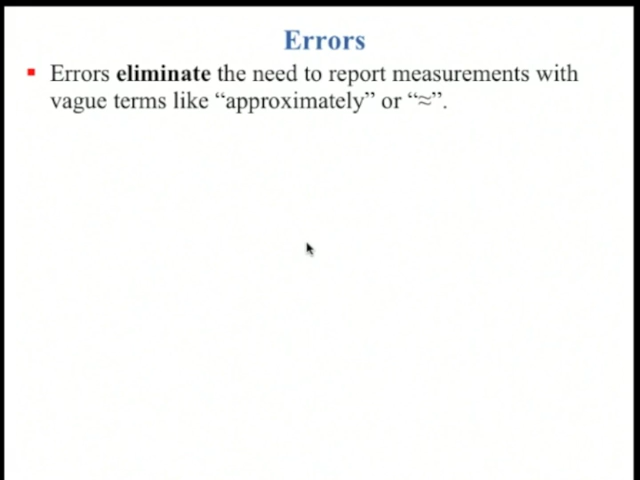 Errors
Errors eliminate the need to report measurements with
vague terms like “approximately” or “≈”.